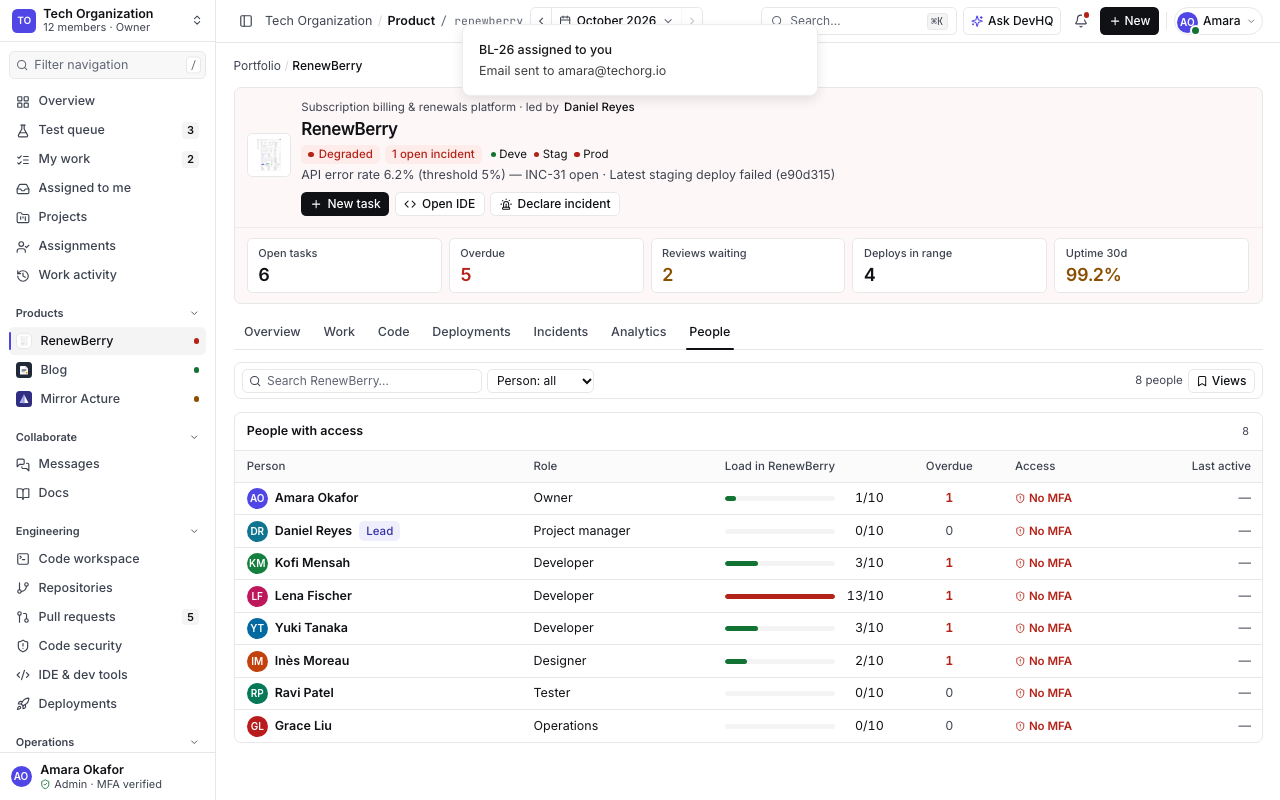 TO Tech Organization
12 members · Owner
Filter navigation /
Overview
Test queue 3
My work 2
Assigned to me
Projects
Assignments
Work activity
Products
RenewBerry
Blog
Mirror Acture
Collaborate
Messages
Docs
Engineering
Code workspace
Repositories
Pull requests 5
Code security
IDE & dev tools
Deployments
Operations
AO Amara Okafor
Admin · MFA verified
Tech Organization / Product / renewberry October 2026 Search... ⌘K Ask DevHQ + New AO Amara
BL-26 assigned to you
Email sent to amara@techorg.io
Portfolio / RenewBerry
Subscription billing & renewals platform · led by Daniel Reyes
RenewBerry
Degraded 1 open incident Deve Stag Prod
API error rate 6.2% (threshold 5%) — INC-31 open · Latest staging deploy failed (e90d315)
+ New task Open IDE Declare incident
Open tasks Overdue Reviews waiting Deploys in range Uptime 30d
6 5 2 4 99.2%
Overview Work Code Deployments Incidents Analytics People
Search RenewBerry... Person: all 8 people Views
People with access 8
Person Role Load in RenewBerry Overdue Access Last active
AO Amara Okafor Owner 1/10 1 No MFA —
DR Daniel Reyes Lead Project manager 0/10 0 No MFA —
KM Kofi Mensah Developer 3/10 1 No MFA —
LF Lena Fischer Developer 13/10 1 No MFA —
YT Yuki Tanaka Developer 3/10 1 No MFA —
IM Inès Moreau Designer 2/10 1 No MFA —
RP Ravi Patel Tester 0/10 0 No MFA —
GL Grace Liu Operations 0/10 0 No MFA —